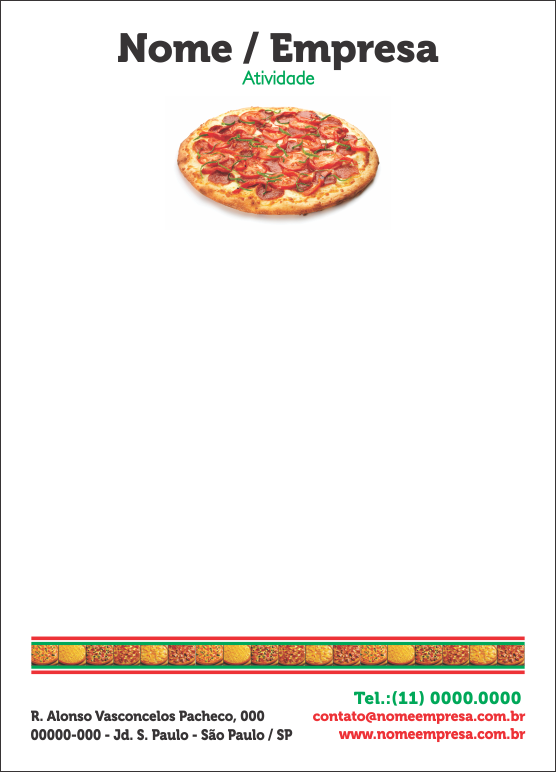 Nome / Empresa
Atividade
Tel.:(11) 0000.0000
R. Alonso Vasconcelos Pacheco, 000
contato@nomeempresa.com.br
00000-000 - Jd. S. Paulo - São Paulo / SP
www.nomeempresa.com.br